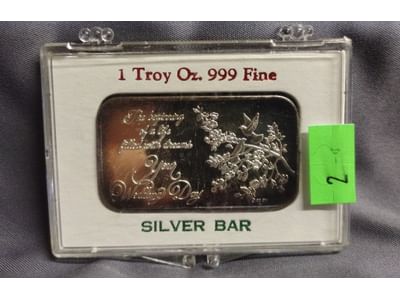 1 Troy Oz. 999 Fine
The beginning
of a life
filled with dreams
Your
Wedding Day
SILVER BAR